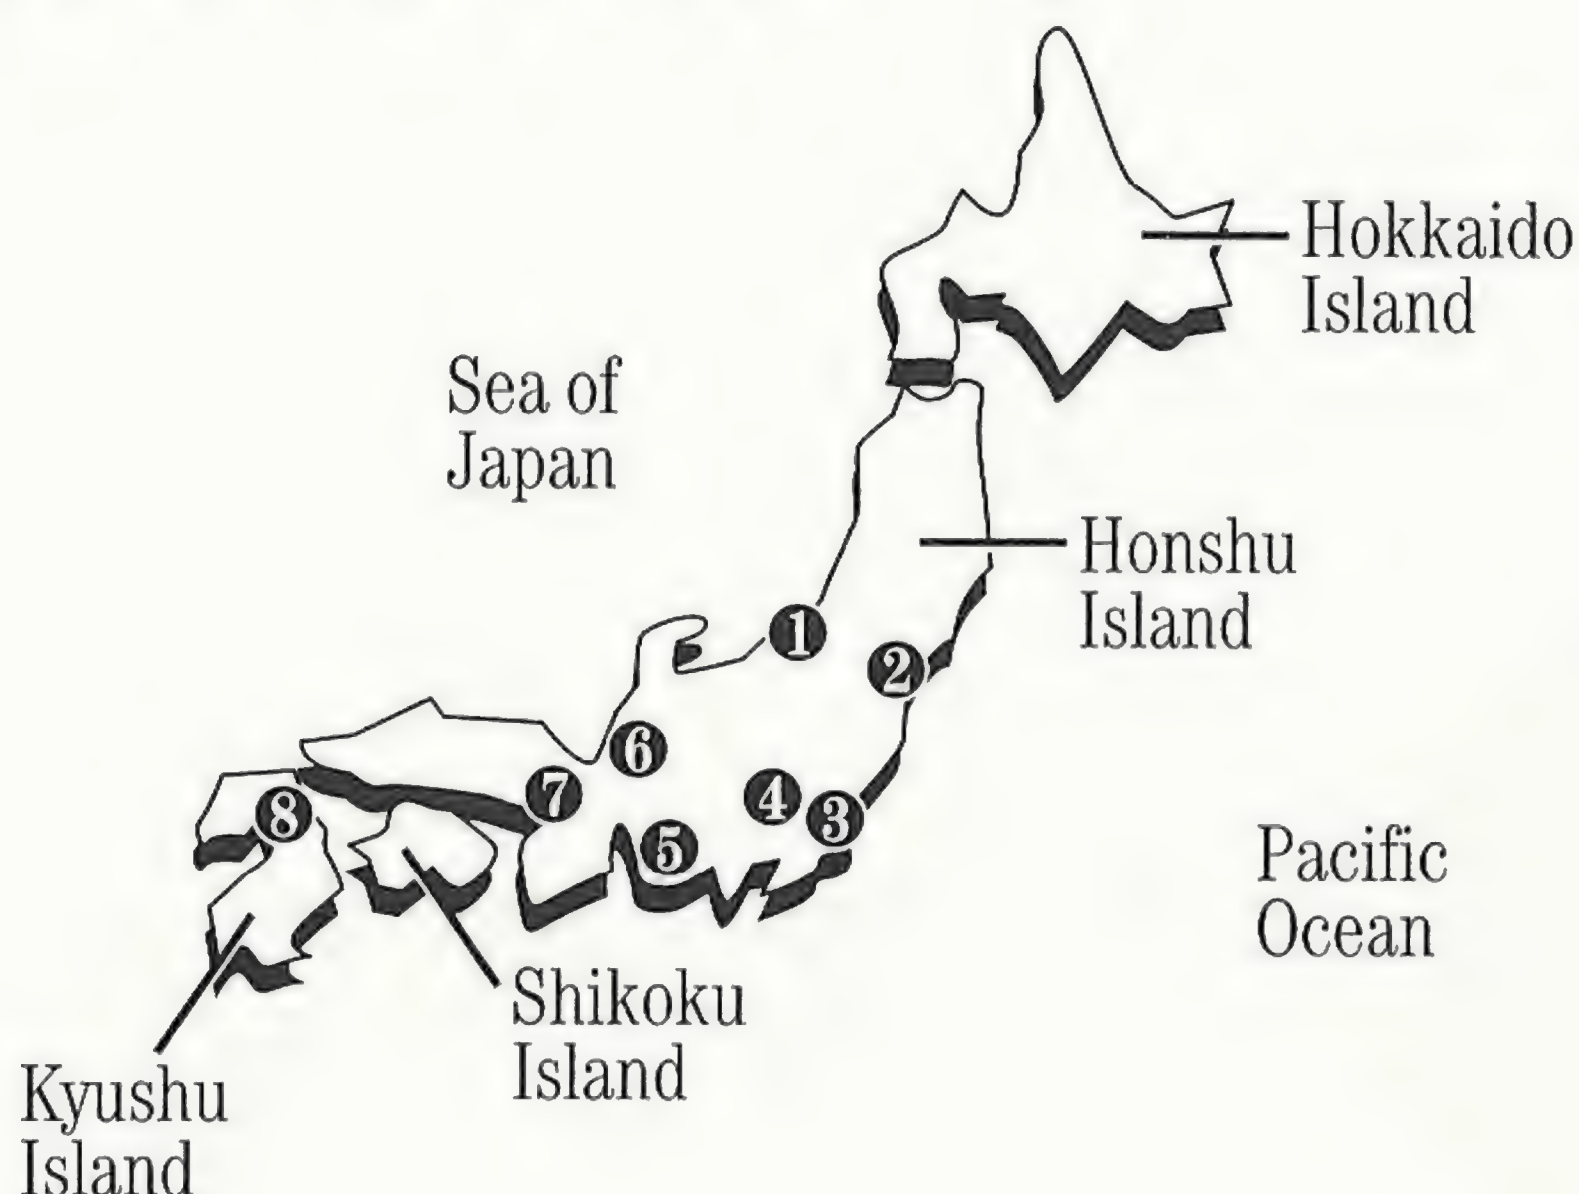 Hokkaido
Island
Sea of
Japan
Honshu
Island
1
2
6
7
4
3
8
5
Pacific
Ocean
Shikoku
Island
Kyushu
Island